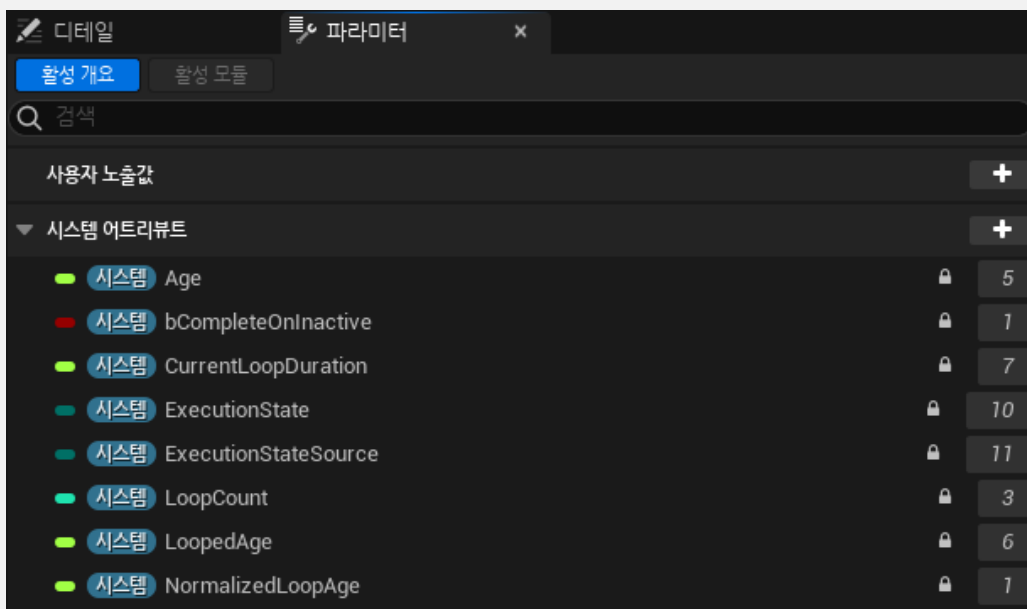 디테일 파라미터 ×
활성 개요 활성 모듈
검색
사용자 노출값 +
시스템 어트리뷰트 +
시스템 Age 5
시스템 bCompleteOnInactive 1
시스템 CurrentLoopDuration 7
시스템 ExecutionState 10
시스템 ExecutionStateSource 11
시스템 LoopCount 3
시스템 LoopedAge 6
시스템 NormalizedLoopAge 1